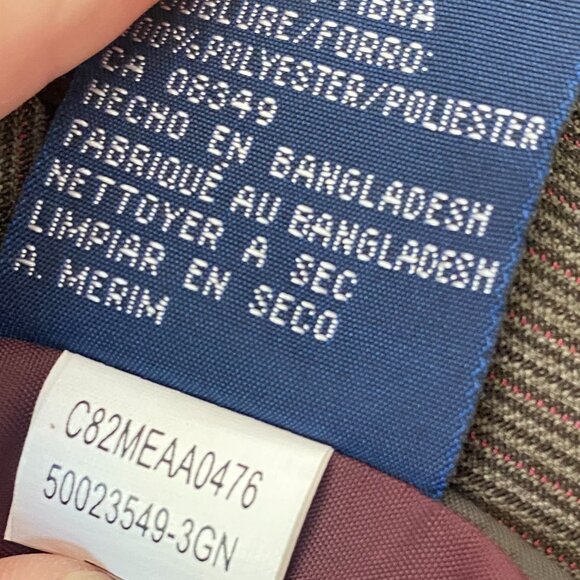 FIBRA
DOUBLURE/FORRO:
100% POLYESTER/POLIESTER
CA 08349
HECHO EN BANGLADESH
FABRIQUÉ AU BANGLADESH
NETTOYER A SEC
LIMPIAR EN SECO
A. MERIM
C82MEAA0476
50023549-3GN